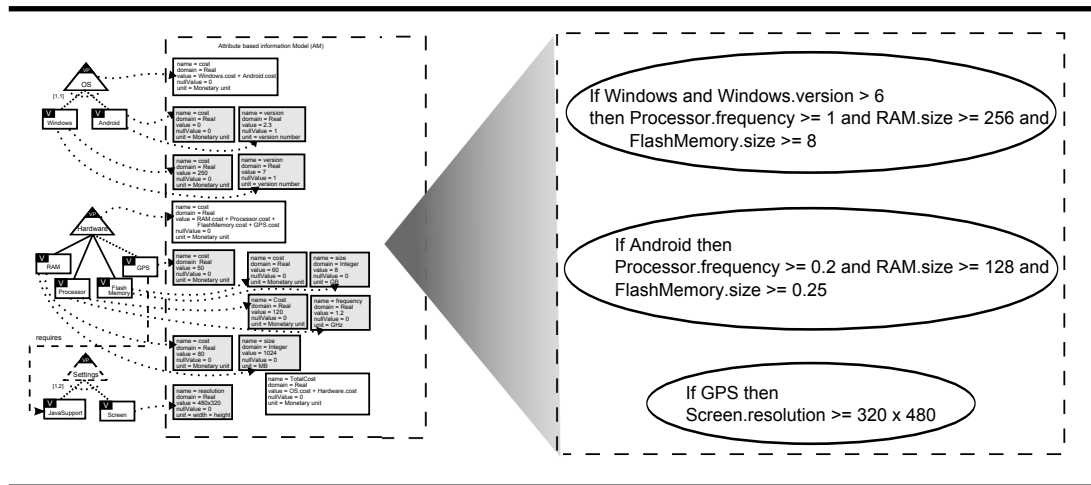 Attribute based information Model (AM)
VP
OS
[1,1]
V
Windows
V
Android
name = cost
domain = Real
value = Windows.cost + Android.cost
nullValue = 0
unit = Monetary unit
name = cost
domain = Real
value = 0
nullValue = 0
unit = Monetary unit
name = version
domain = Real
value = 2.3
nullValue = 1
unit = version number
name = cost
domain = Real
value = 250
nullValue = 0
unit = Monetary unit
name = version
domain = Real
value = 7
nullValue = 1
unit = version number
VP
Hardware
V
RAM
V
Processor
V
Flash
Memory
V
GPS
name = cost
domain = Real
value = RAM.cost + Processor.cost +
FlashMemory.cost + GPS.cost
nullValue = 0
unit = Monetary unit
name = cost
domain Real
value = 50
nullValue = 0
unit = Monetary unit
name = cost
domain = Real
value = 60
nullValue = 0
unit = Monetary unit
name = size
domain = Integer
value = 8
nullValue = 0
unit = GB
name = Cost
domain = Real
value = 120
nullValue = 0
unit = Monetary unit
name = frequency
domain = Real
value = 1.2
nullValue = 0
unit = GHz
name = cost
domain = Real
value = 80
nullValue = 0
unit = Monetary unit
name = size
domain = Integer
value = 1024
nullValue = 0
unit = MB
requires
VP
Settings
[1,2]
V
JavaSupport
V
Screen
name = resolution
domain = Real
value = 480x320
nullValue = 0
unit = width × height
name = TotalCost
domain = Real
value = OS.cost + Hardware.cost
nullValue = 0
unit = Monetary unit
If Windows and Windows.version > 6
then Processor.frequency >= 1 and RAM.size >= 256 and
FlashMemory.size >= 8
If Android then
Processor.frequency >= 0.2 and RAM.size >= 128 and
FlashMemory.size >= 0.25
If GPS then
Screen.resolution >= 320 x 480